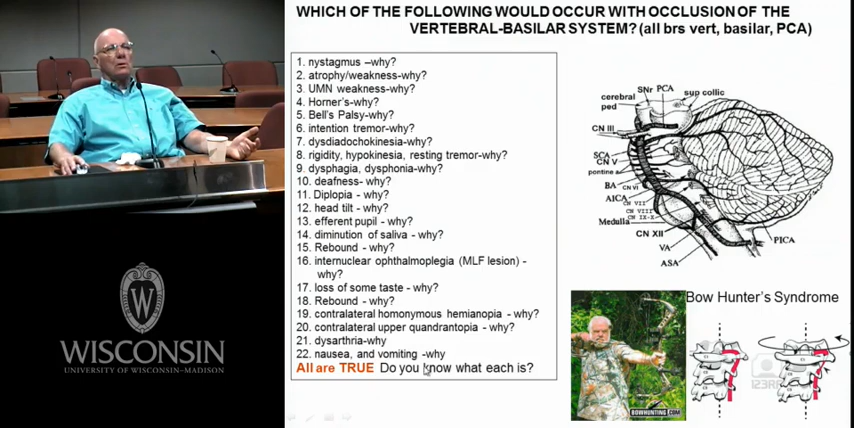 WHICH OF THE FOLLOWING WOULD OCCUR WITH OCCLUSION OF THE
VERTEBRAL-BASILAR SYSTEM? (all brs vert, basilar, PCA)
1. nystagmus –why?
2. atrophy/weakness-why?
3. UMN weakness-why?
4. Horner's-why?
5. Bell's Palsy-why?
6. intention tremor-why?
7. dysdiadochokinesia-why?
8. rigidity, hypokinesia, resting tremor-why?
9. dysphagia, dysphonia-why?
10. deafness- why?
11. Diplopia - why?
12. head tilt - why?
13. efferent pupil - why?
14. diminution of saliva - why?
15. Rebound - why?
16. internuclear ophthalmoplegia (MLF lesion) -
why?
17. loss of some taste - why?
18. Rebound - why?
19. contralateral homonymous hemianopia - why?
20. contralateral upper quandrantopia - why?
21. dysarthria-why
22. nausea, and vomiting -why
All are TRUE Do you know what each is?
SNr PCA sup collic
cerebral
ped
CN III
SCA
CN V
pontine a
BA CN VI
AICA
CN VII
CN VIII
Medulla CN IX-X
CN XII
VA
ASA
PICA
Bow Hunter's Syndrome
BOWHUNTING.COM
C1
C1
123RF
W
WISCONSIN
UNIVERSITY OF WISCONSIN–MADISON